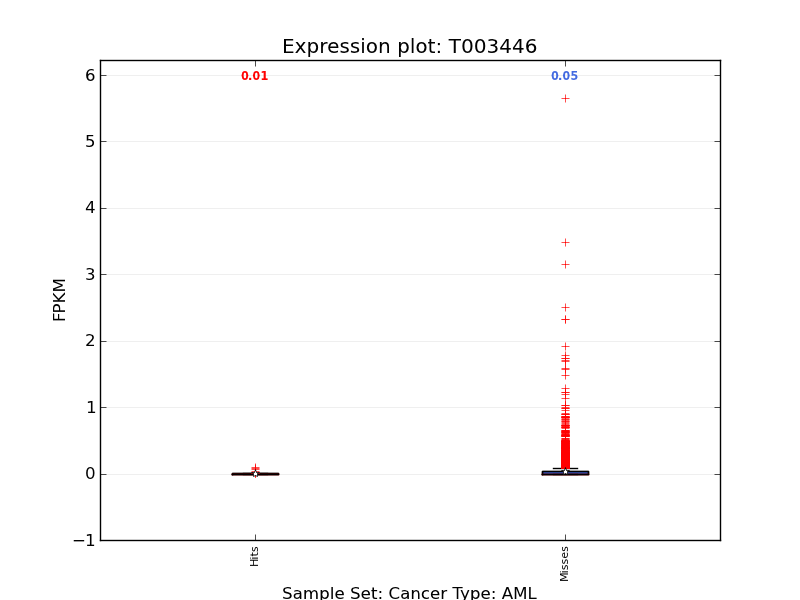 Expression plot: T003446
0.01
0.05
6
5
4
3
2
1
0
−1
FPKM
Hits
Misses
Sample Set: Cancer Type: AML